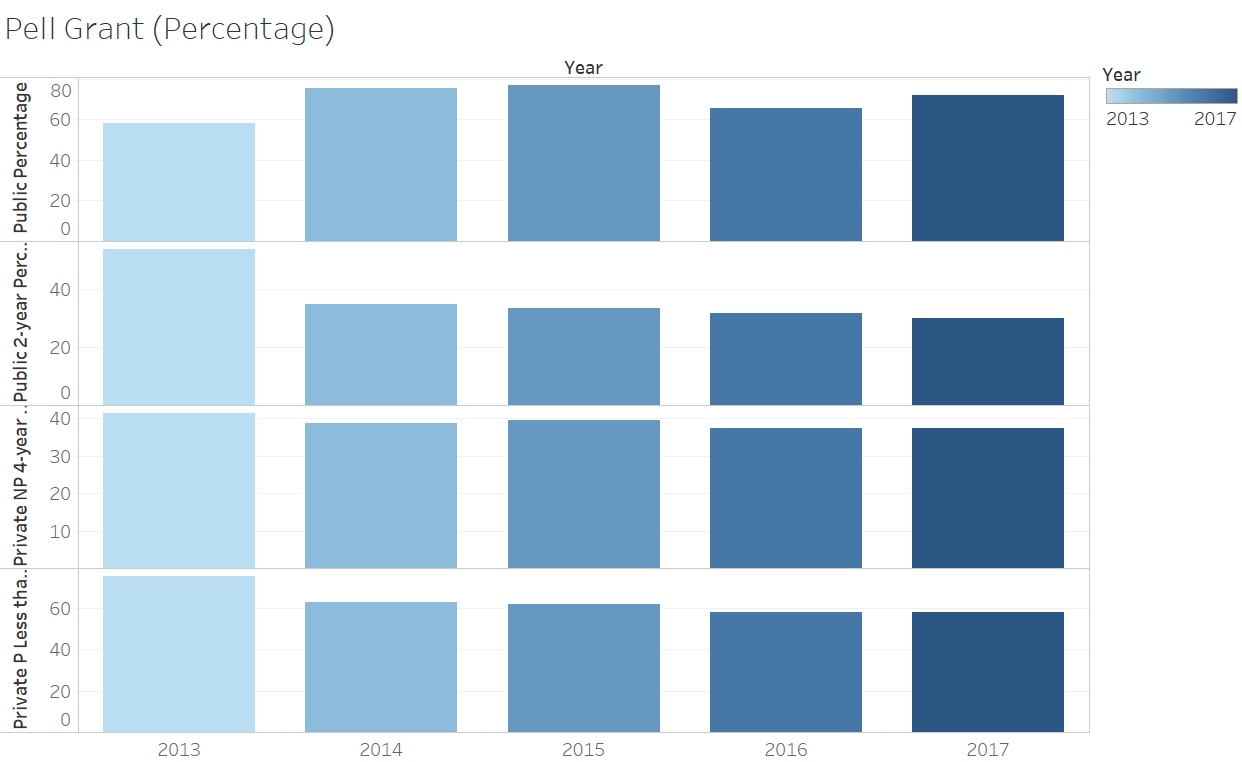 Pell Grant (Percentage)
Year
Year
2013 2017
Public Percentage
80
60
40
20
0
Public 2-year Perc..
40
20
0
Private NP 4-year ..
40
30
20
10
Private P Less tha..
60
40
20
0
2013 2014 2015 2016 2017